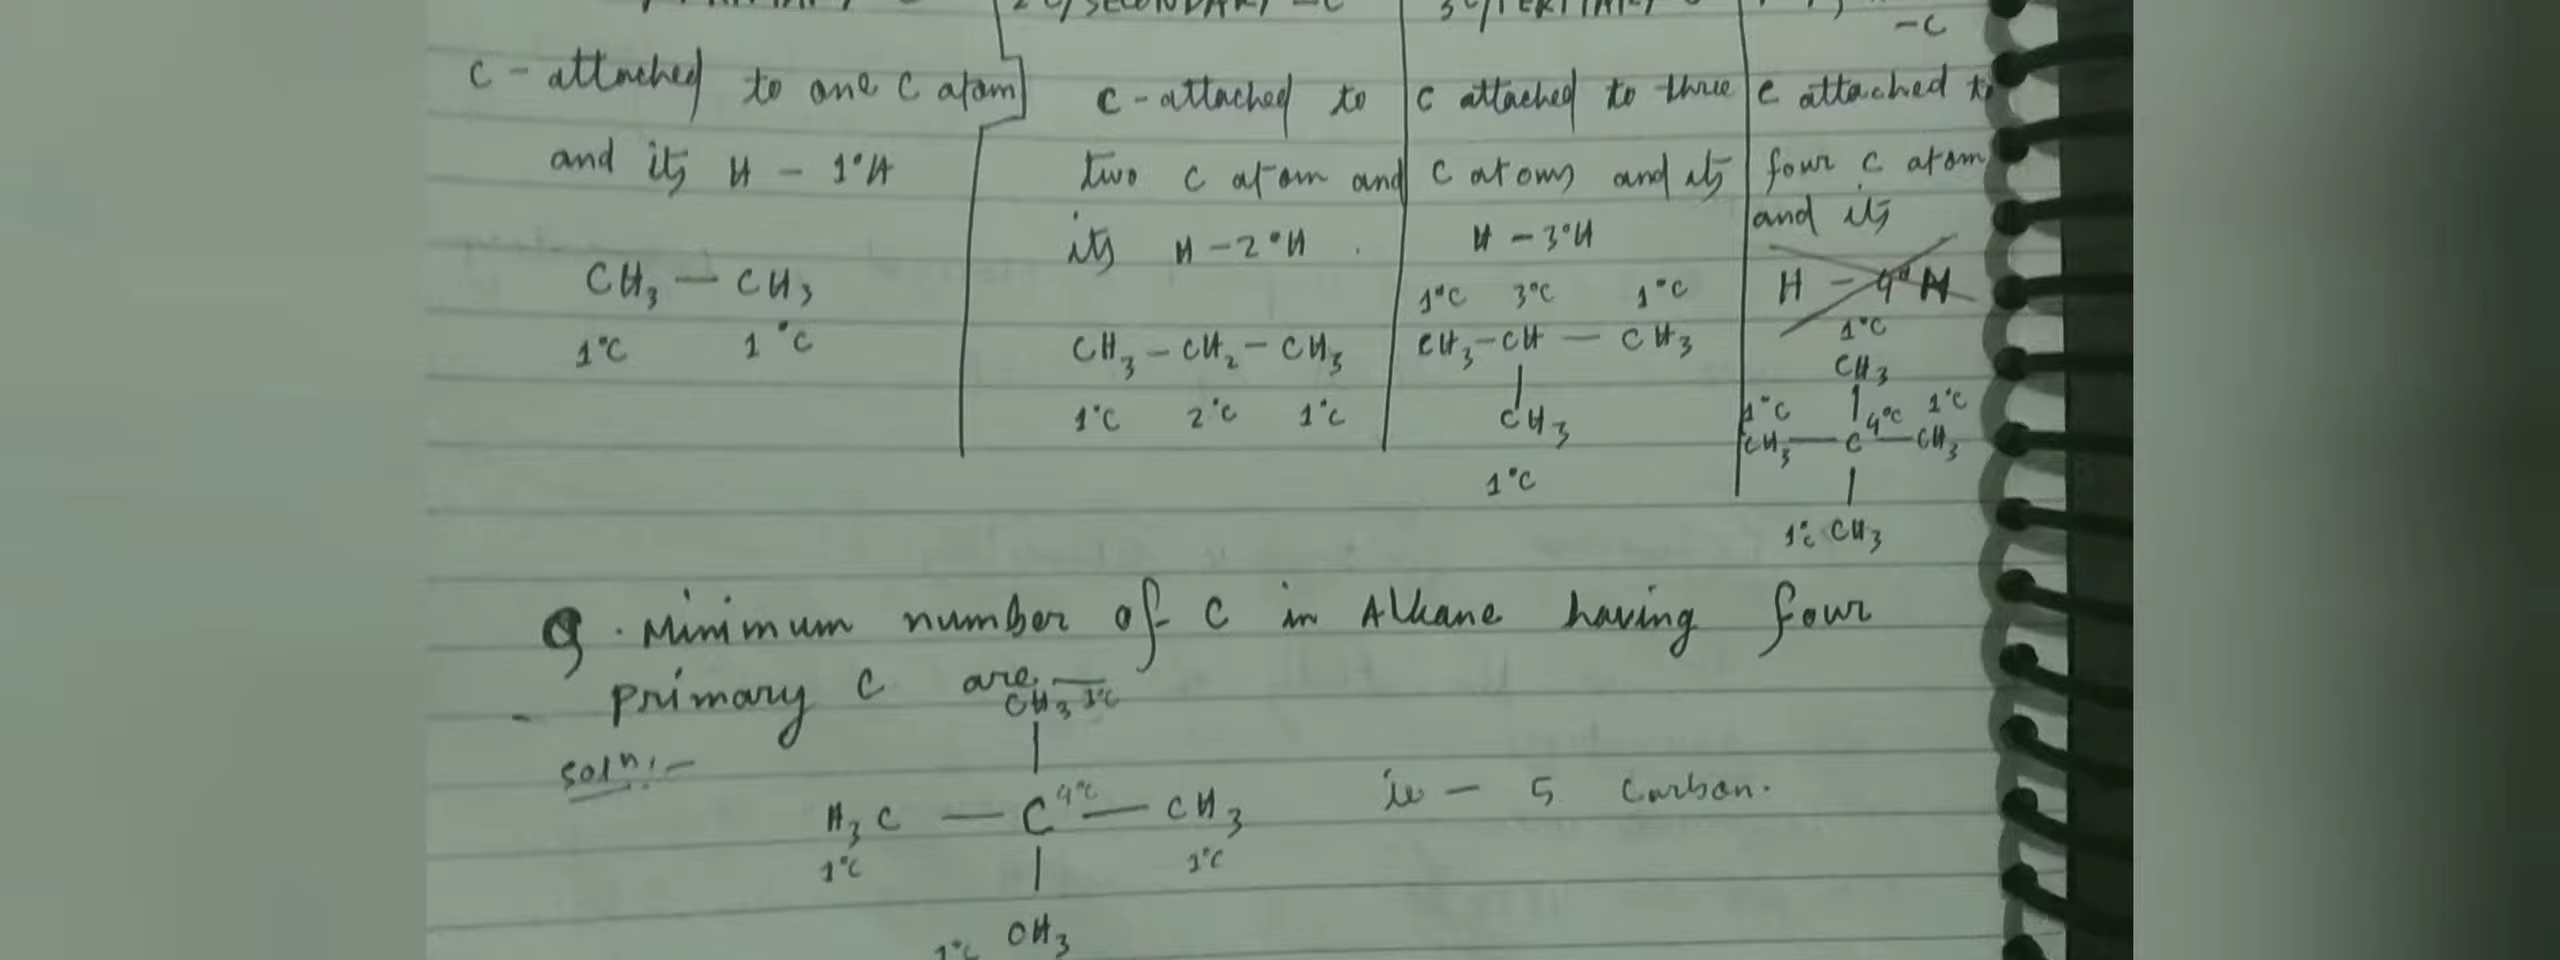 -C
C - attached to one C atom
and its H - 1°H
CH₃ — CH₃
1°C 1°C
C - attached to
two C atom and
its H - 2°H .
CH₃ - CH₂ - CH₃
1°C 2°C 1°C
C attached to three
C atoms and its
H - 3°H
1°C 3°C 1°C
CH₃ - CH — CH₃
|
CH₃
1°C
C attached to
four C atom
and its
H - 4°H
1°C
CH₃
1°C | 4°C 1°C
CH₃ — C — CH₃
|
1°C CH₃
Q. Minimum number of C in Alkane having four
primary C are —
Solⁿ:-
CH₃ 1°C
|
H₃C — C 4°C — CH₃ ie - 5 Carbon.
1°C | 1°C
CH₃
1°C